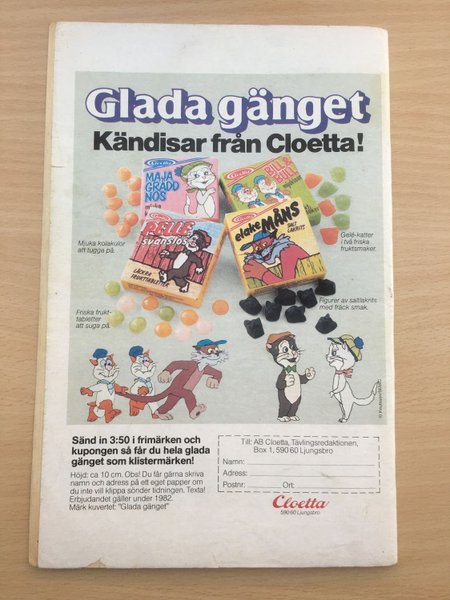 Glada gänget
Kändisar från Cloetta!
Cloetta
MAJA
GRÄDD
NOS
Cloetta
BILL &
BULL
Mjuka kolakulor
att tugga på.
Gelé-katter
i två friska
fruktsmaker.
Cloetta
PELLE
svanslös
LÄCKRA
FRUKTTABLETTER
Cloetta
elake MÅNS
SALT
LAKRITS
Friska frukt-
tabletter
att suga på.
Figurer av saltlakrits
med fräck smak.
Sänd in 3:50 i frimärken och
kupongen så får du hela glada
gänget som klistermärken!
Höjd: ca 10 cm. Obs! Du får gärna skriva
namn och adress på ett eget papper om
du inte vill klippa sönder tidningen. Texta!
Erbjudandet gäller under 1982.
Märk kuvertet: "Glada gänget"
Till: AB Cloetta, Tävlingsredaktionen,
Box 1, 590 60 Ljungsbro
Namn:
Adress:
Postnr: Ort:
Cloetta
590 60 Ljungsbro